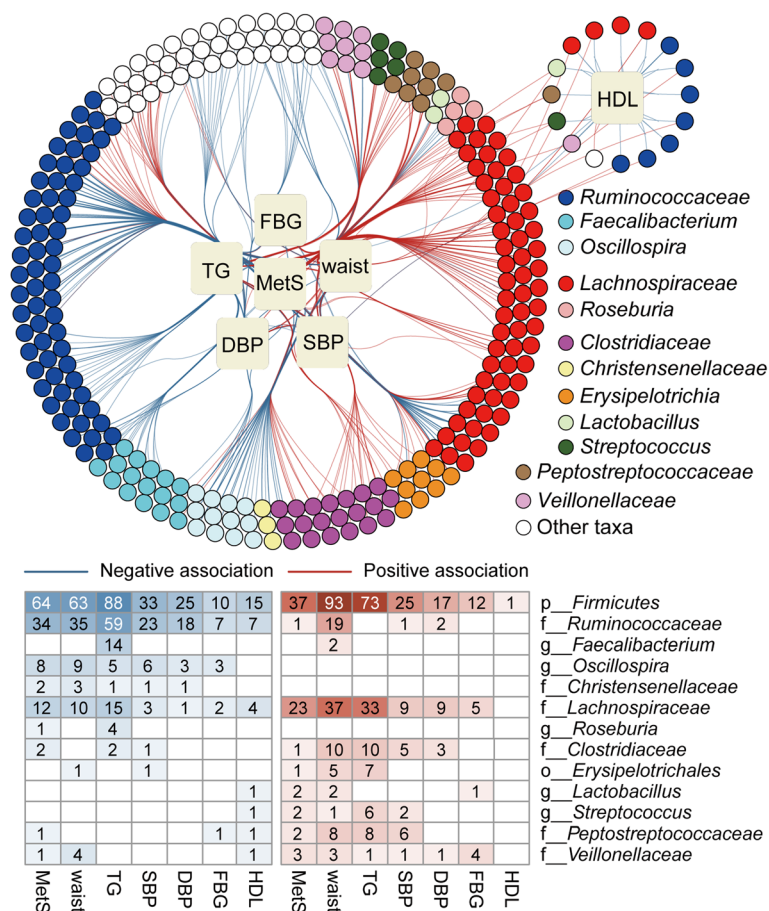 HDL
FBG
TG
waist
MetS
DBP
SBP
Ruminococcaceae
Faecalibacterium
Oscillospira
Lachnospiraceae
Roseburia
Clostridiaceae
Christensenellaceae
Erysipelotrichia
Lactobacillus
Streptococcus
Peptostreptococcaceae
Veillonellaceae
Other taxa
Negative association Positive association
64 63 88 33 25 10 15 37 93 73 25 17 12 1 p__Firmicutes
34 35 59 23 18 7 7 1 19 1 2 f__Ruminococcaceae
14 2 g__Faecalibacterium
8 9 5 6 3 3 g__Oscillospira
2 3 1 1 1 f__Christensenellaceae
12 10 15 3 1 2 4 23 37 33 9 9 5 f__Lachnospiraceae
1 4 g__Roseburia
2 2 1 1 10 10 5 3 f__Clostridiaceae
1 1 1 5 7 o__Erysipelotrichales
1 2 2 1 g__Lactobacillus
1 2 1 6 2 g__Streptococcus
1 1 1 2 8 8 6 f__Peptostreptococcaceae
1 4 1 3 3 1 1 1 4 f__Veillonellaceae
MetS waist TG SBP DBP FBG HDL MetS waist TG SBP DBP FBG HDL